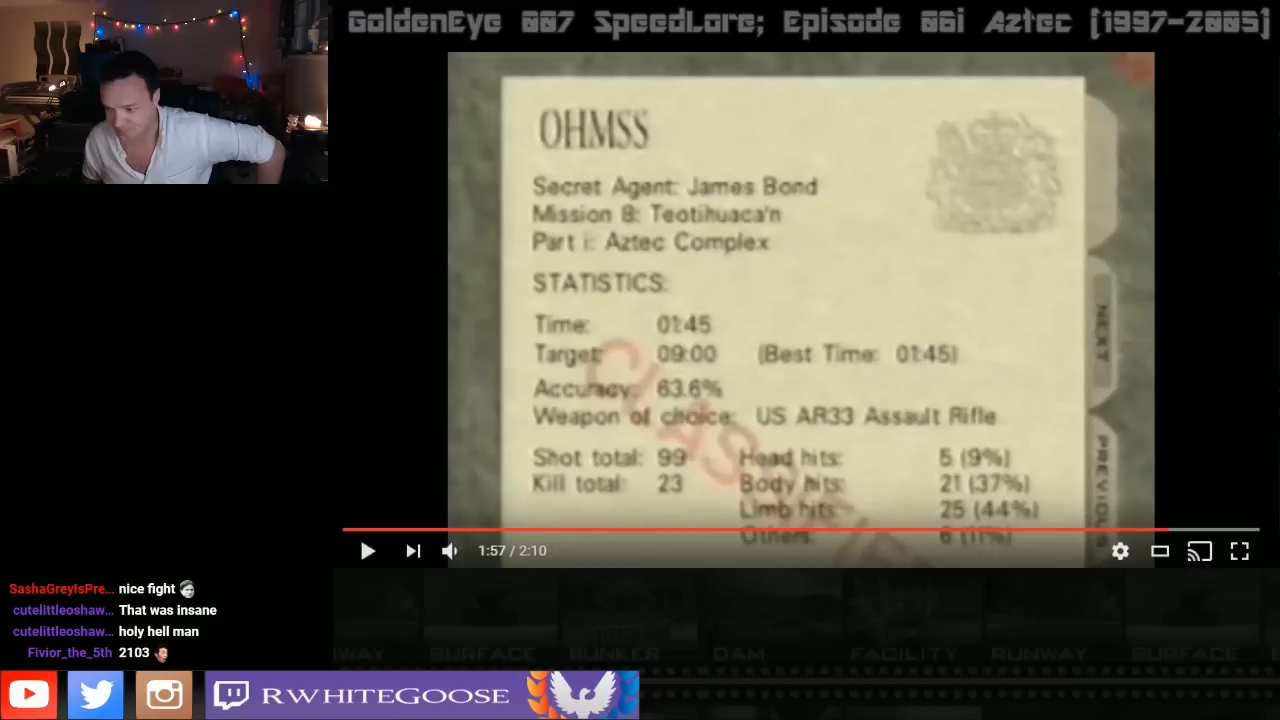 GoldenEye 007 SpeedLore; Episode 06i Aztec [1997-2005]
OHMSS
Secret Agent: James Bond
Mission 8: Teotihuaca'n
Part i: Aztec Complex
STATISTICS:
Time: 01:45
Target: 09:00 (Best Time: 01:45)
Accuracy: 63.6%
Weapon of choice: US AR33 Assault Rifle
Shot total: 99 Head hits: 5 (9%)
Kill total: 23 Body hits: 21 (37%)
Limb hits: 25 (44%)
Others: 6 (11%)
CLASSIFIE
NEXT
PREVIOUS
1:57 / 2:10
SashaGreyIsPre... nice fight
cutelittleoshaw... That was insane
cutelittleoshaw... holy hell man
Fivior_the_5th 2103
WAY SURFACE BUNKER DAM FACILITY RUNWAY SURFACE
RWHITEGOOSE